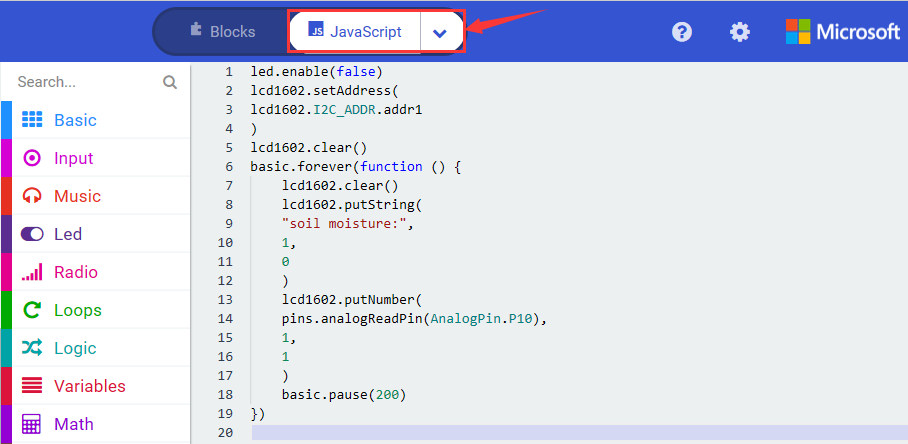 Blocks
JS JavaScript
?
Microsoft
Search...
Basic
Input
Music
Led
Radio
Loops
Logic
Variables
Math
1 led.enable(false)
2 lcd1602.setAddress(
3 lcd1602.I2C_ADDR.addr1
4 )
5 lcd1602.clear()
6 basic.forever(function () {
7     lcd1602.clear()
8     lcd1602.putString(
9     "soil moisture:",
10     1,
11     0
12     )
13     lcd1602.putNumber(
14     pins.analogReadPin(AnalogPin.P10),
15     1,
16     1
17     )
18     basic.pause(200)
19 })
20